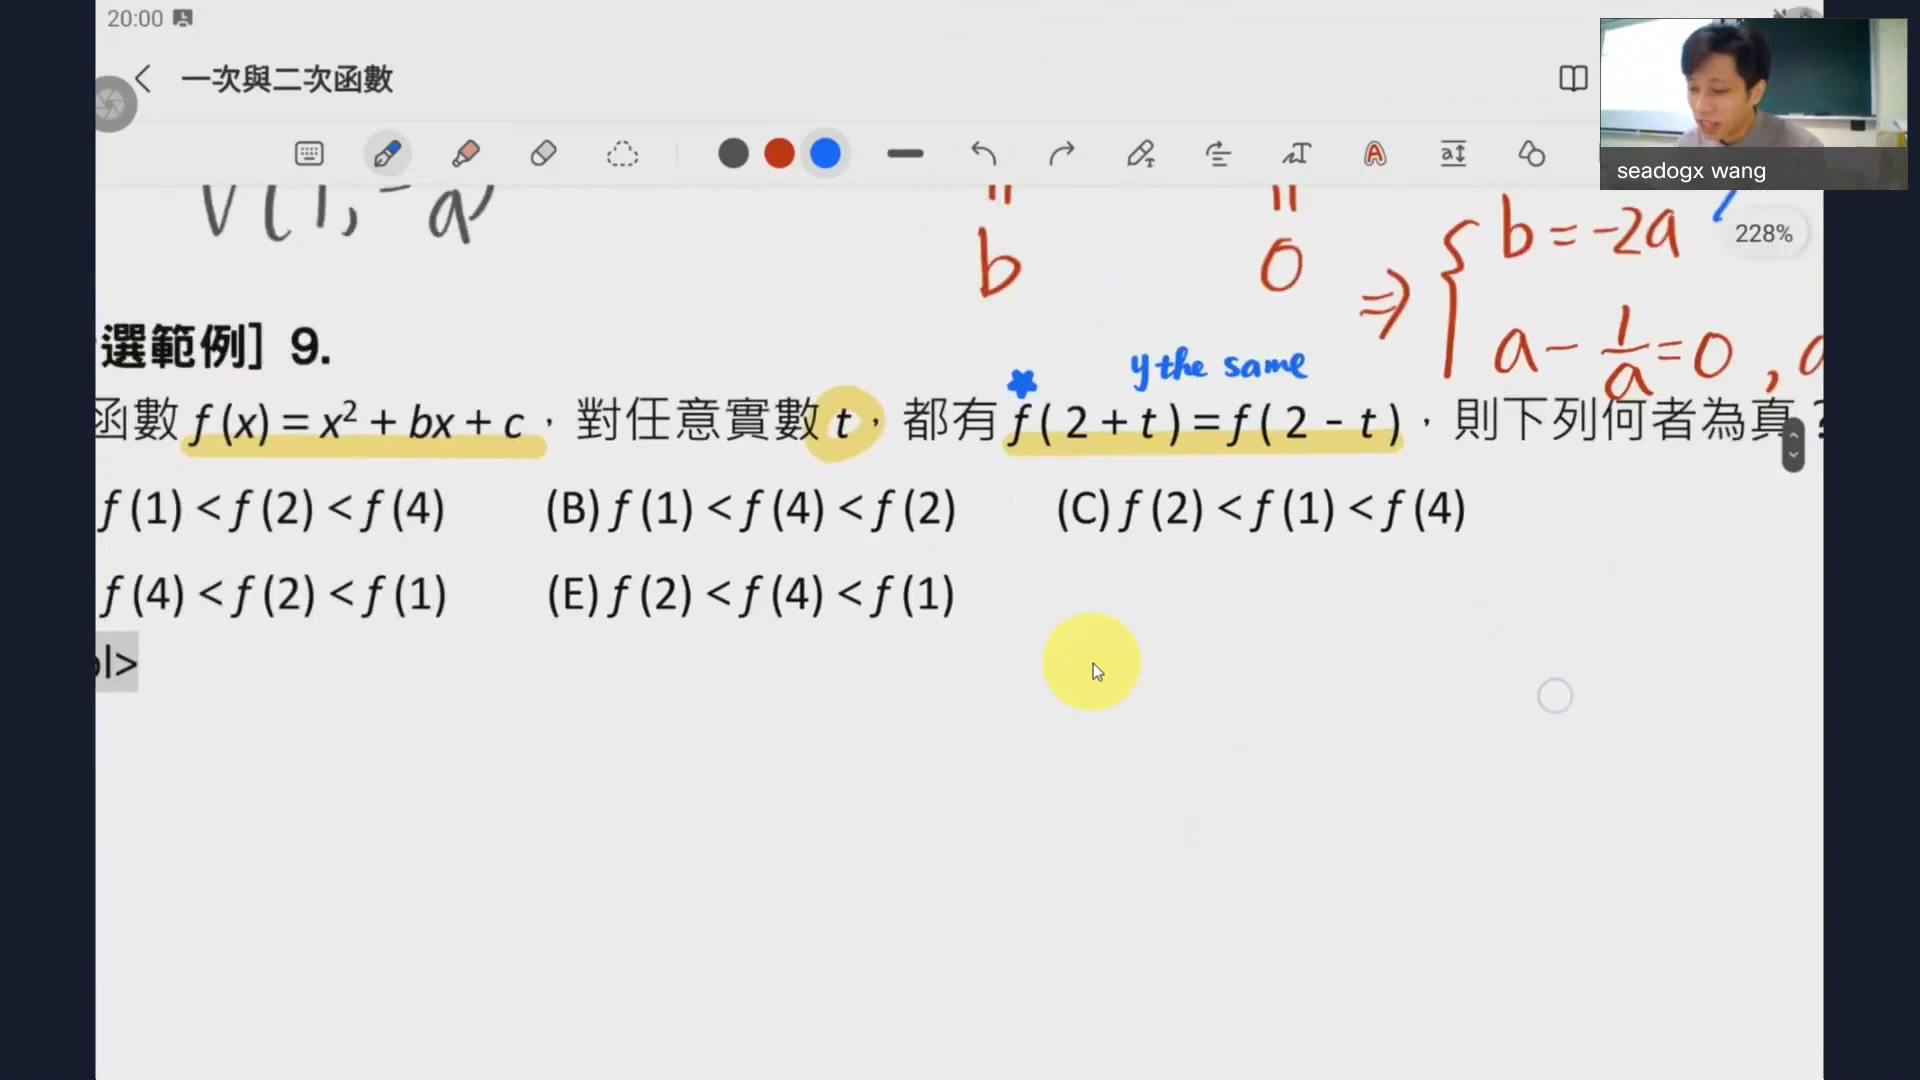 20:00
一次與二次函數
seadogx wang
228%
V(1, -a)
b
0
⇒ { b = -2a
a - 1/a = 0 ,
選範例] 9.
y the same
函數 f (x) = x² + bx + c,對任意實數 t,都有 f ( 2 + t ) = f ( 2 - t ),則下列何者為真?
f (1) < f (2) < f (4) (B) f (1) < f (4) < f (2) (C) f (2) < f (1) < f (4)
f (4) < f (2) < f (1) (E) f (2) < f (4) < f (1)
ol>